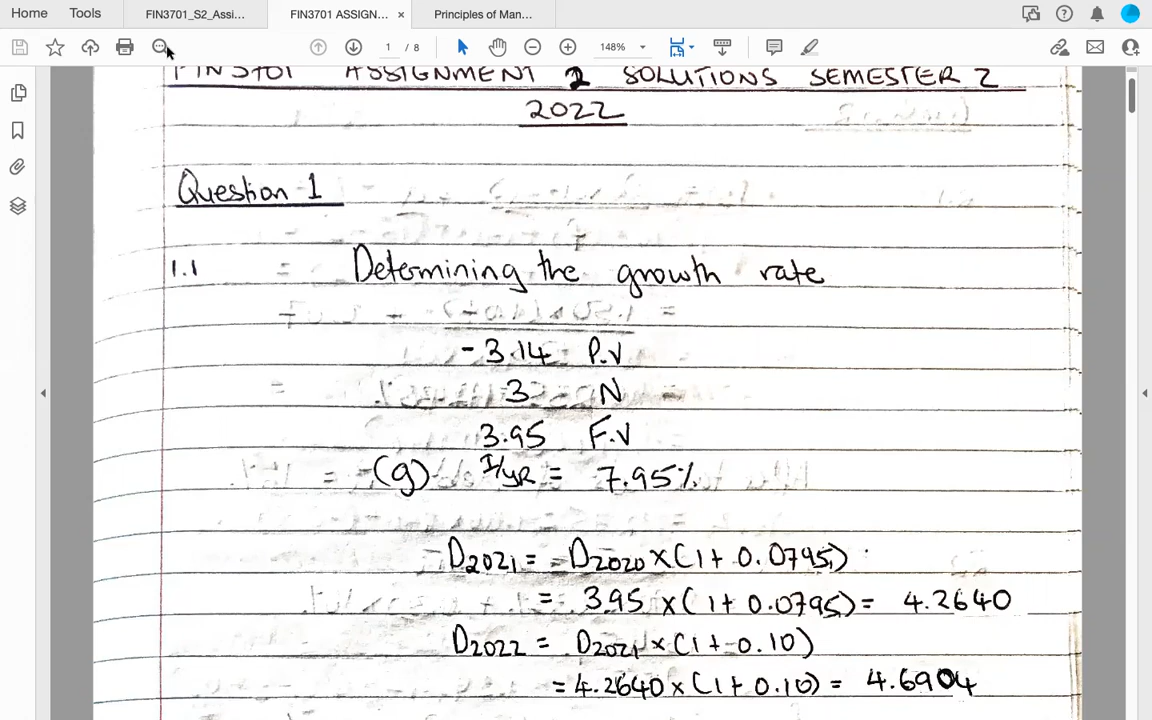 Home Tools FIN3701_S2_Assi... FIN3701 ASSIGN... × Principles of Man...
1 / 8 148%
FIN3701 ASSIGNMENT 2 SOLUTIONS SEMESTER 2
2022
Question 1
1.1 Determining the growth rate
-3.14 P.V
3 N
3.95 F.V
(g) I/YR = 7.95%
D2021 = D2020 x (1 + 0.0795)
= 3.95 x (1 + 0.0795) = 4.2640
D2022 = D2021 x (1 + 0.10)
= 4.2640 x (1 + 0.10) = 4.6904